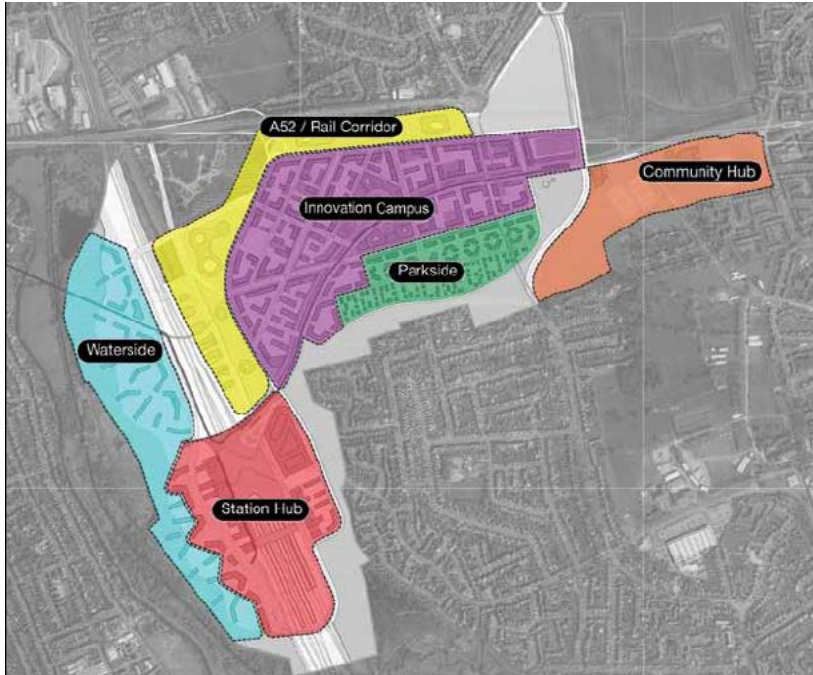 A52 / Rail Corridor
Community Hub
Innovation Campus
Parkside
Waterside
Station Hub